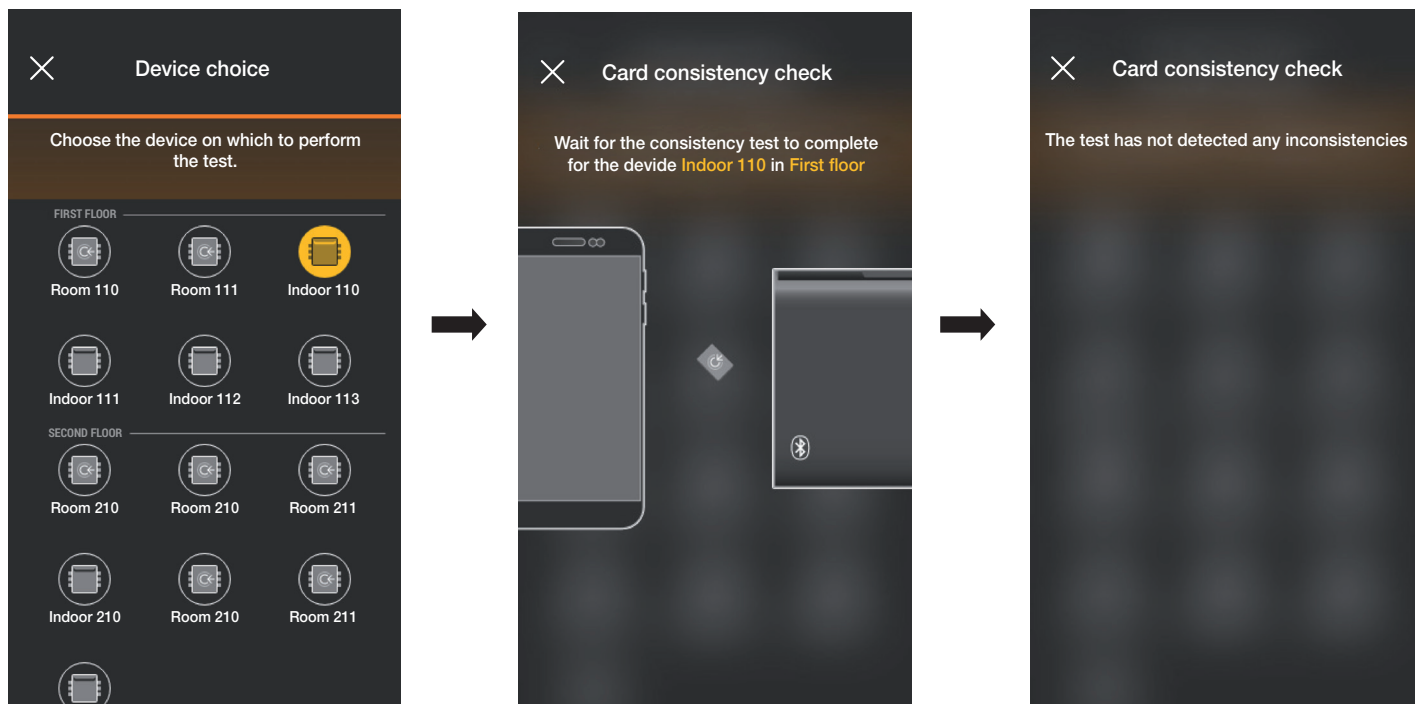 Device choice
Choose the device on which to perform
the test.
FIRST FLOOR
Room 110
Room 111
Indoor 110
Indoor 111
Indoor 112
Indoor 113
SECOND FLOOR
Room 210
Room 210
Room 211
Indoor 210
Room 210
Room 211
Card consistency check
Wait for the consistency test to complete
for the devide Indoor 110 in First floor
Card consistency check
The test has not detected any inconsistencies